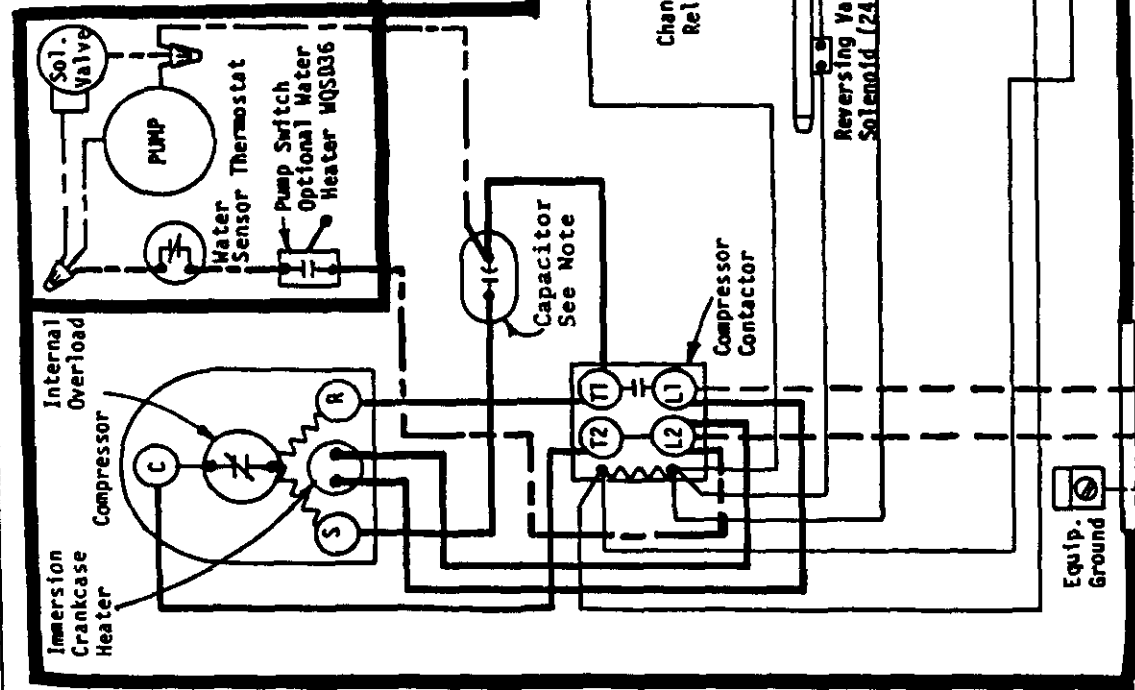 Immersion
Crankcase
Heater
Compressor
Internal
Overload
C
S
R
Sol.
Valve
PUMP
Water
Sensor Thermostat
Pump Switch
Optional Water
Heater WQS036
Capacitor
See Note
T2
T1
L2
L1
Compressor
Contactor
Equip.
Ground
Chan
Rel
Reversing Va
Solenoid (24